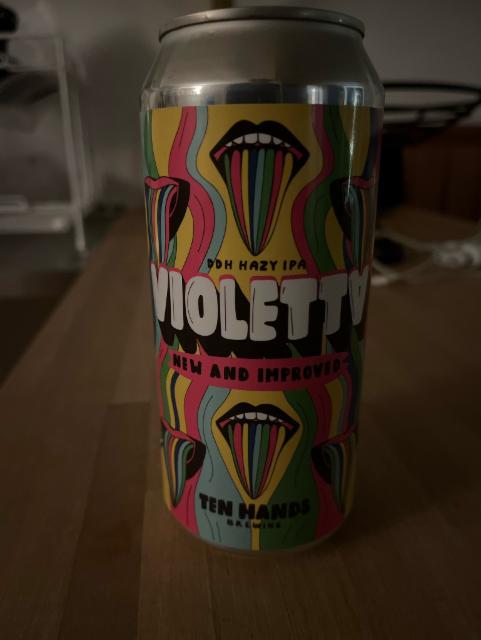 DDH HAZY IPA
VIOLETTA
NEW AND IMPROVED
TEN HANDS
BREWING